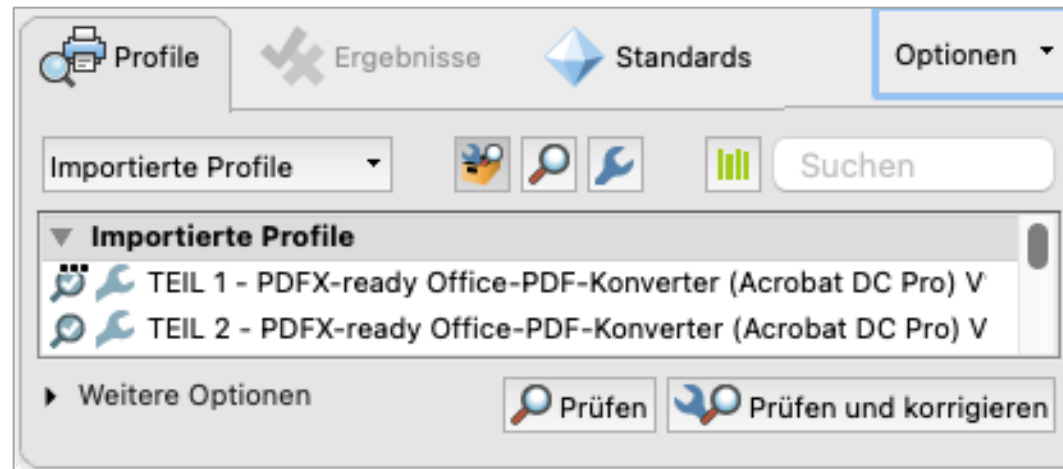 Profile Ergebnisse Standards Optionen
Importierte Profile Suchen
Importierte Profile
TEIL 1 - PDFX-ready Office-PDF-Konverter (Acrobat DC Pro) V
TEIL 2 - PDFX-ready Office-PDF-Konverter (Acrobat DC Pro) V
Weitere Optionen Prüfen Prüfen und korrigieren